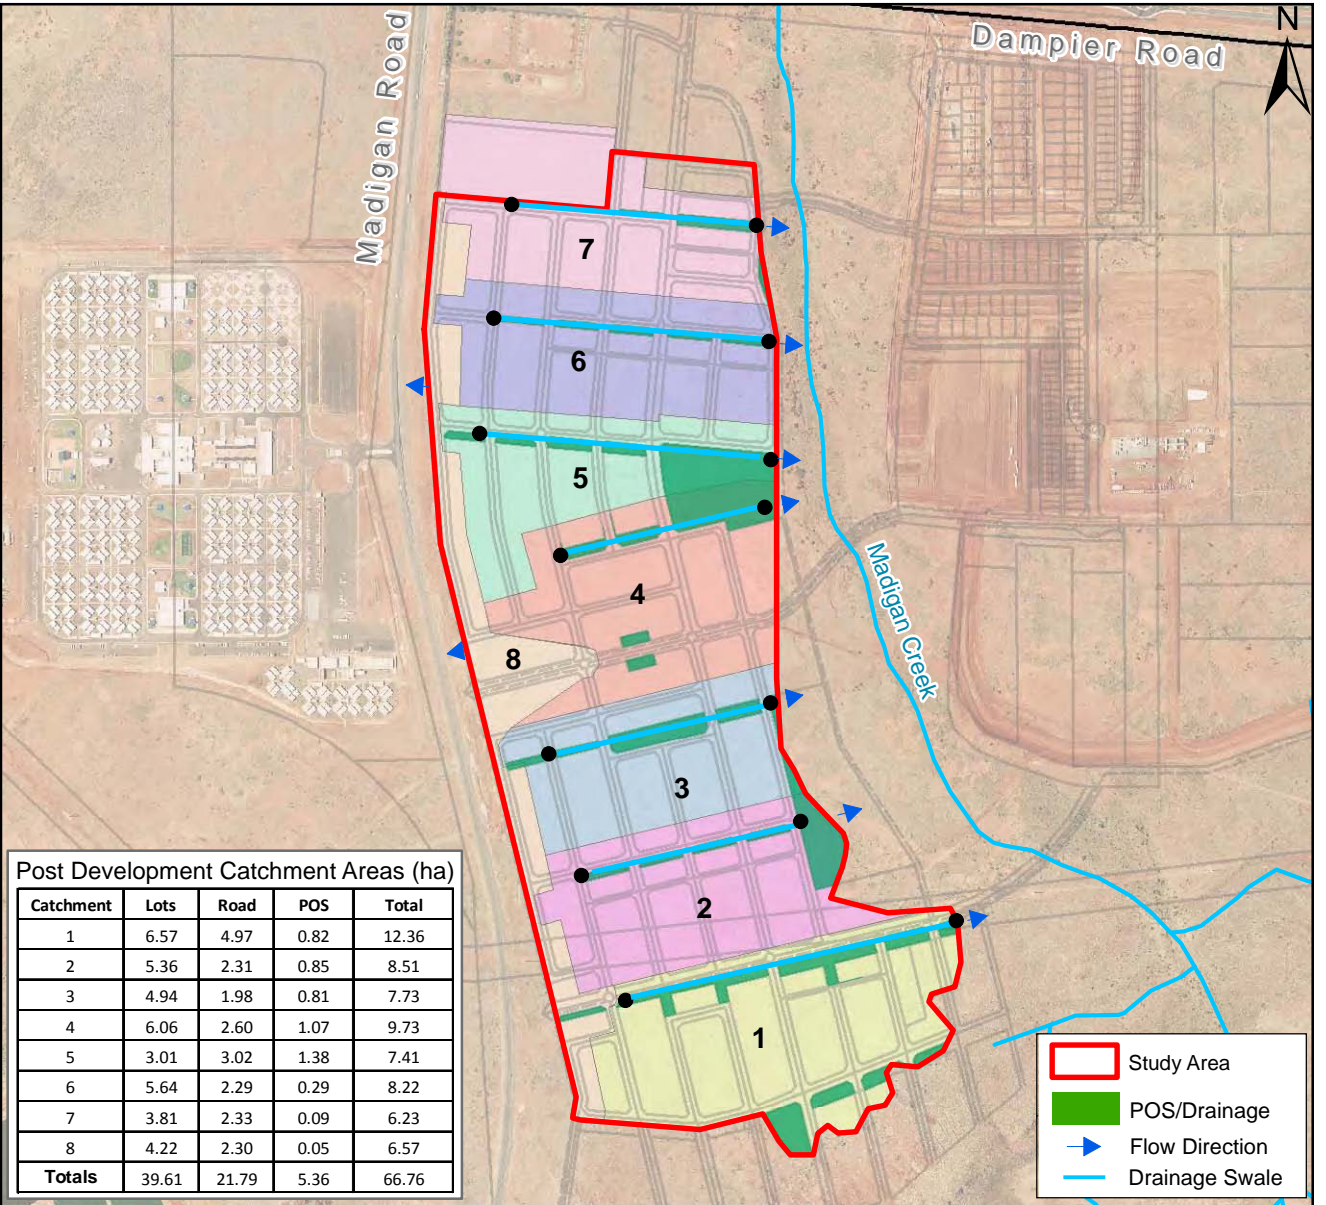 N
Dampier Road
Madigan Road
7
6
5
4
8
Madigan Creek
3
2
1
Post Development Catchment Areas (ha)
Catchment Lots Road POS Total
1 6.57 4.97 0.82 12.36
2 5.36 2.31 0.85 8.51
3 4.94 1.98 0.81 7.73
4 6.06 2.60 1.07 9.73
5 3.01 3.02 1.38 7.41
6 5.64 2.29 0.29 8.22
7 3.81 2.33 0.09 6.23
8 4.22 2.30 0.05 6.57
Totals 39.61 21.79 5.36 66.76
Study Area
POS/Drainage
Flow Direction
Drainage Swale